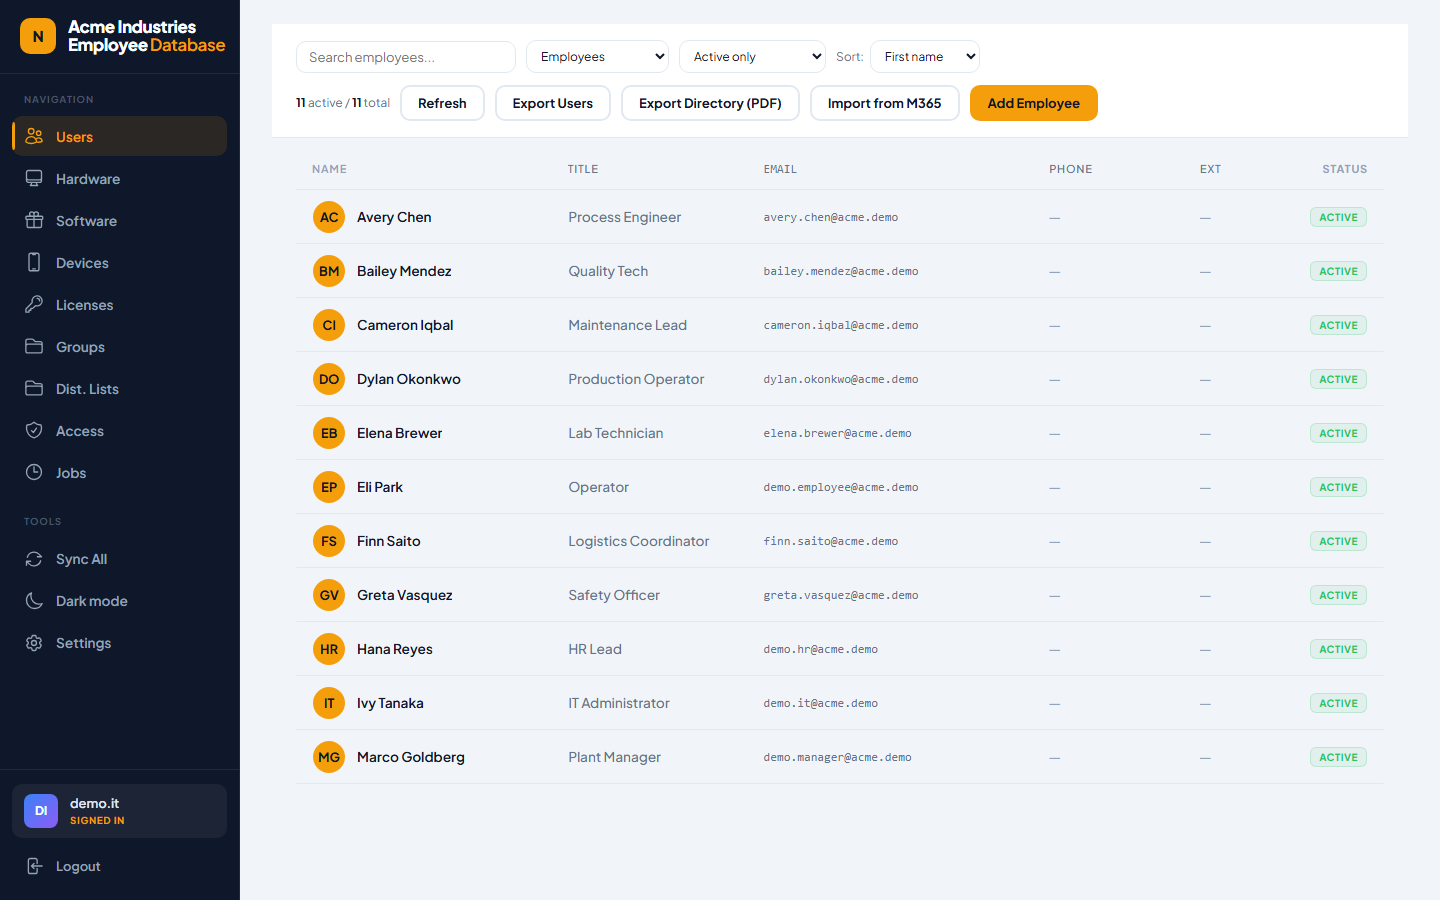 N
Acme Industries
Employee Database
NAVIGATION
Users
Hardware
Software
Devices
Licenses
Groups
Dist. Lists
Access
Jobs
TOOLS
Sync All
Dark mode
Settings
DI
demo.it
SIGNED IN
Logout
Search employees... Employees Active only Sort: First name
11 active / 11 total Refresh Export Users Export Directory (PDF) Import from M365 Add Employee
NAME TITLE EMAIL PHONE EXT STATUS
AC Avery Chen Process Engineer avery.chen@acme.demo — — ACTIVE
BM Bailey Mendez Quality Tech bailey.mendez@acme.demo — — ACTIVE
CI Cameron Iqbal Maintenance Lead cameron.iqbal@acme.demo — — ACTIVE
DO Dylan Okonkwo Production Operator dylan.okonkwo@acme.demo — — ACTIVE
EB Elena Brewer Lab Technician elena.brewer@acme.demo — — ACTIVE
EP Eli Park Operator demo.employee@acme.demo — — ACTIVE
FS Finn Saito Logistics Coordinator finn.saito@acme.demo — — ACTIVE
GV Greta Vasquez Safety Officer greta.vasquez@acme.demo — — ACTIVE
HR Hana Reyes HR Lead demo.hr@acme.demo — — ACTIVE
IT Ivy Tanaka IT Administrator demo.it@acme.demo — — ACTIVE
MG Marco Goldberg Plant Manager demo.manager@acme.demo — — ACTIVE